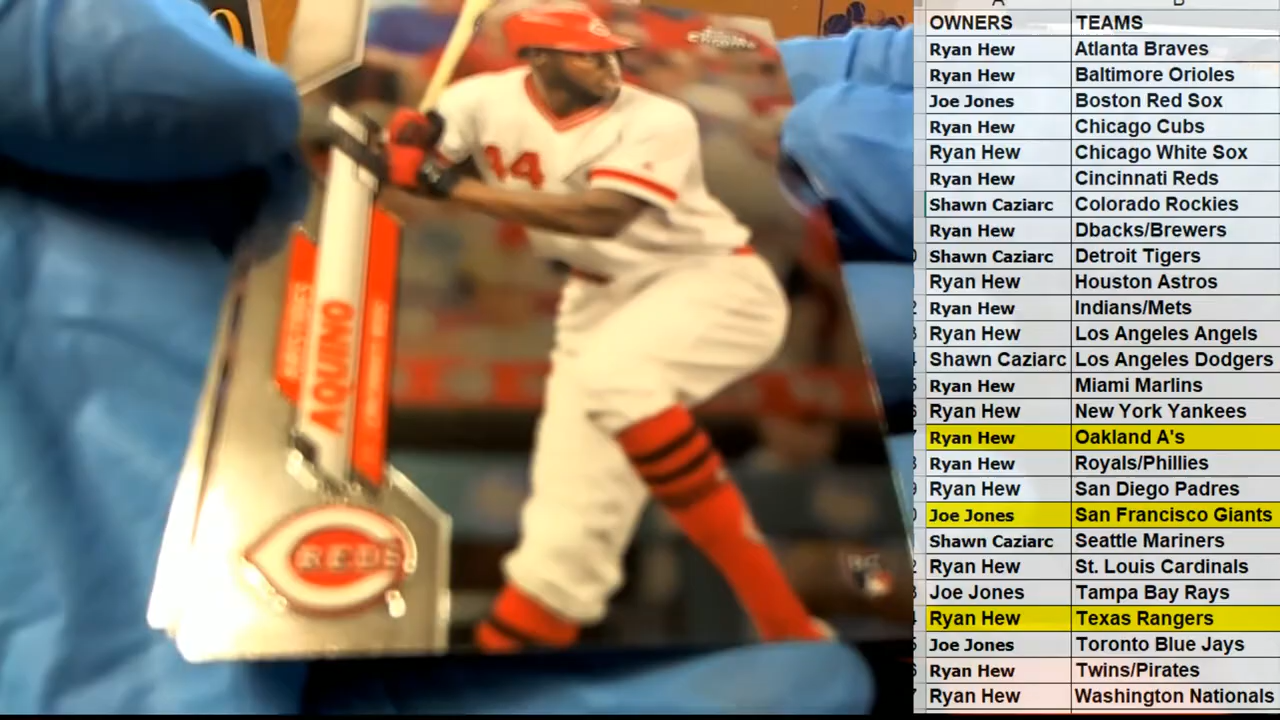 A B
OWNERS TEAMS
Ryan Hew Atlanta Braves
Ryan Hew Baltimore Orioles
Joe Jones Boston Red Sox
Ryan Hew Chicago Cubs
Ryan Hew Chicago White Sox
Ryan Hew Cincinnati Reds
Shawn Caziarc Colorado Rockies
Ryan Hew Dbacks/Brewers
Shawn Caziarc Detroit Tigers
Ryan Hew Houston Astros
Ryan Hew Indians/Mets
Ryan Hew Los Angeles Angels
Shawn Caziarc Los Angeles Dodgers
Ryan Hew Miami Marlins
Ryan Hew New York Yankees
Ryan Hew Oakland A's
Ryan Hew Royals/Phillies
Ryan Hew San Diego Padres
Joe Jones San Francisco Giants
Shawn Caziarc Seattle Mariners
Ryan Hew St. Louis Cardinals
Joe Jones Tampa Bay Rays
Ryan Hew Texas Rangers
Joe Jones Toronto Blue Jays
Ryan Hew Twins/Pirates
Ryan Hew Washington Nationals
44
AQUINO
REDS